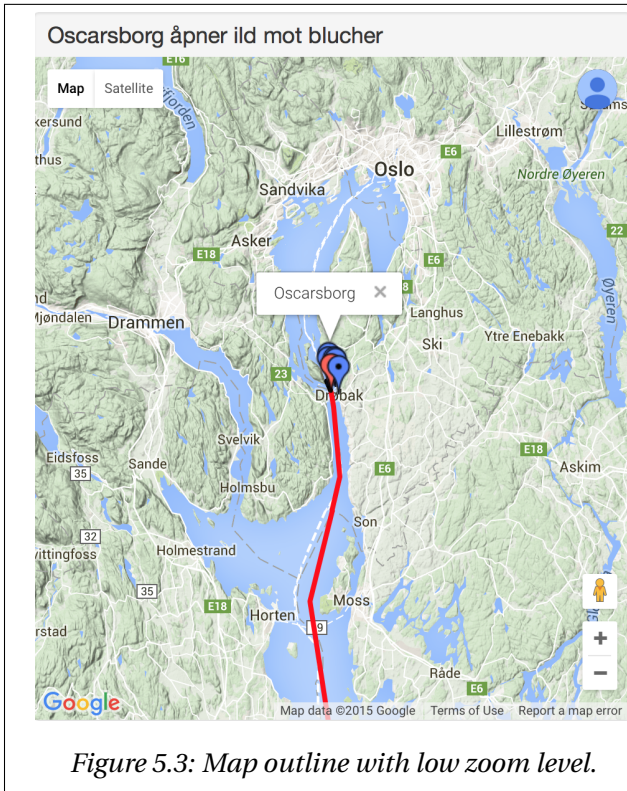 Oscarsborg åpner ild mot blucher
Map Satellite
E16
fjorden
kersund
thus
Lillestrøm
E6
Oslo
Nordre Øyeren
Sandvika
22
Asker
E18
E6
Øyeren
Oscarsborg ×
Mjøndalen
Drammen
Langhus
Ski
Ytre Enebakk
23
Drøbak
Svelvik
E18
Eidsfoss
35
Sande
E6
Askim
Holmsbu
Son
32
vittingfoss
Holmestrand
35
E18
Moss
Horten
19
rstad
+
−
Råde
E6
Google
Map data ©2015 Google Terms of Use Report a map error
Figure 5.3: Map outline with low zoom level.